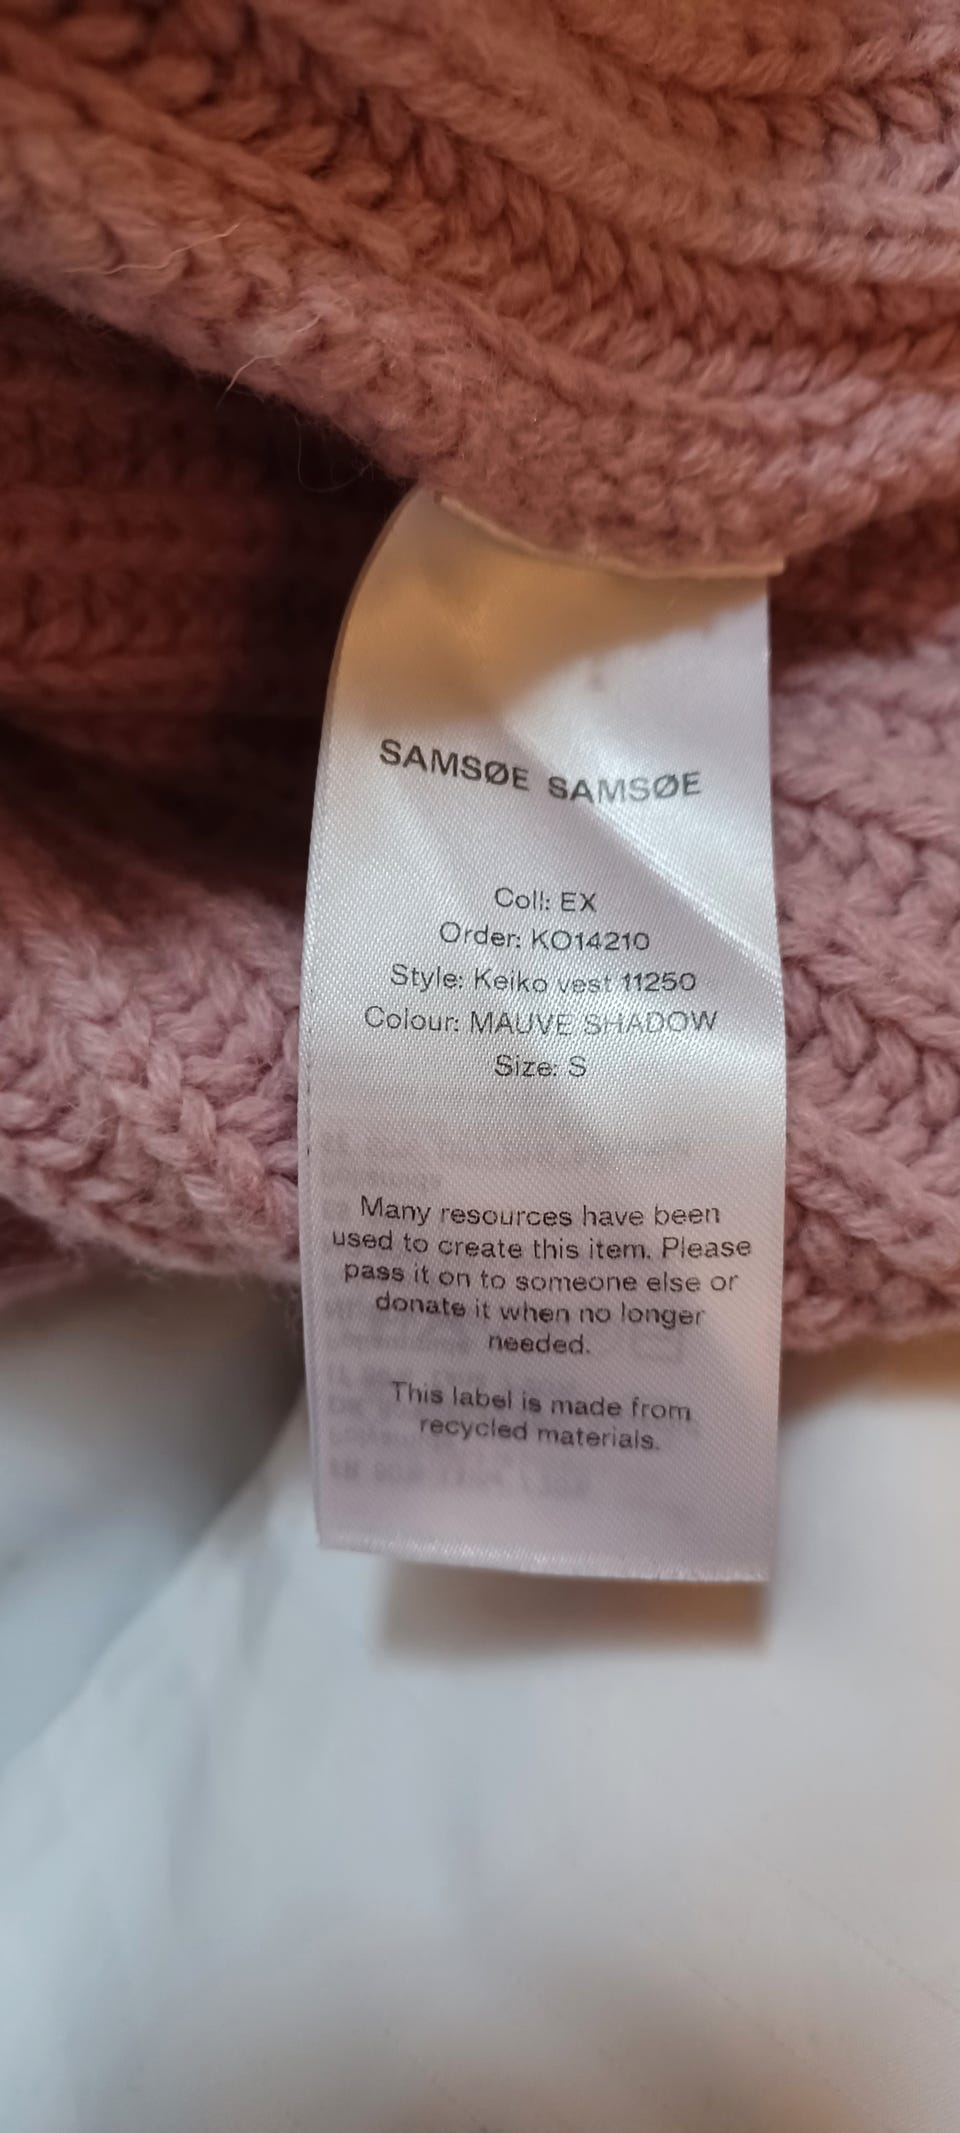 SAMSØE SAMSØE
Coll: EX
Order: KO14210
Style: Keiko vest 11250
Colour: MAUVE SHADOW
Size: S
Many resources have been
used to create this item. Please
pass it on to someone else or
donate it when no longer
needed.
This label is made from
recycled materials.